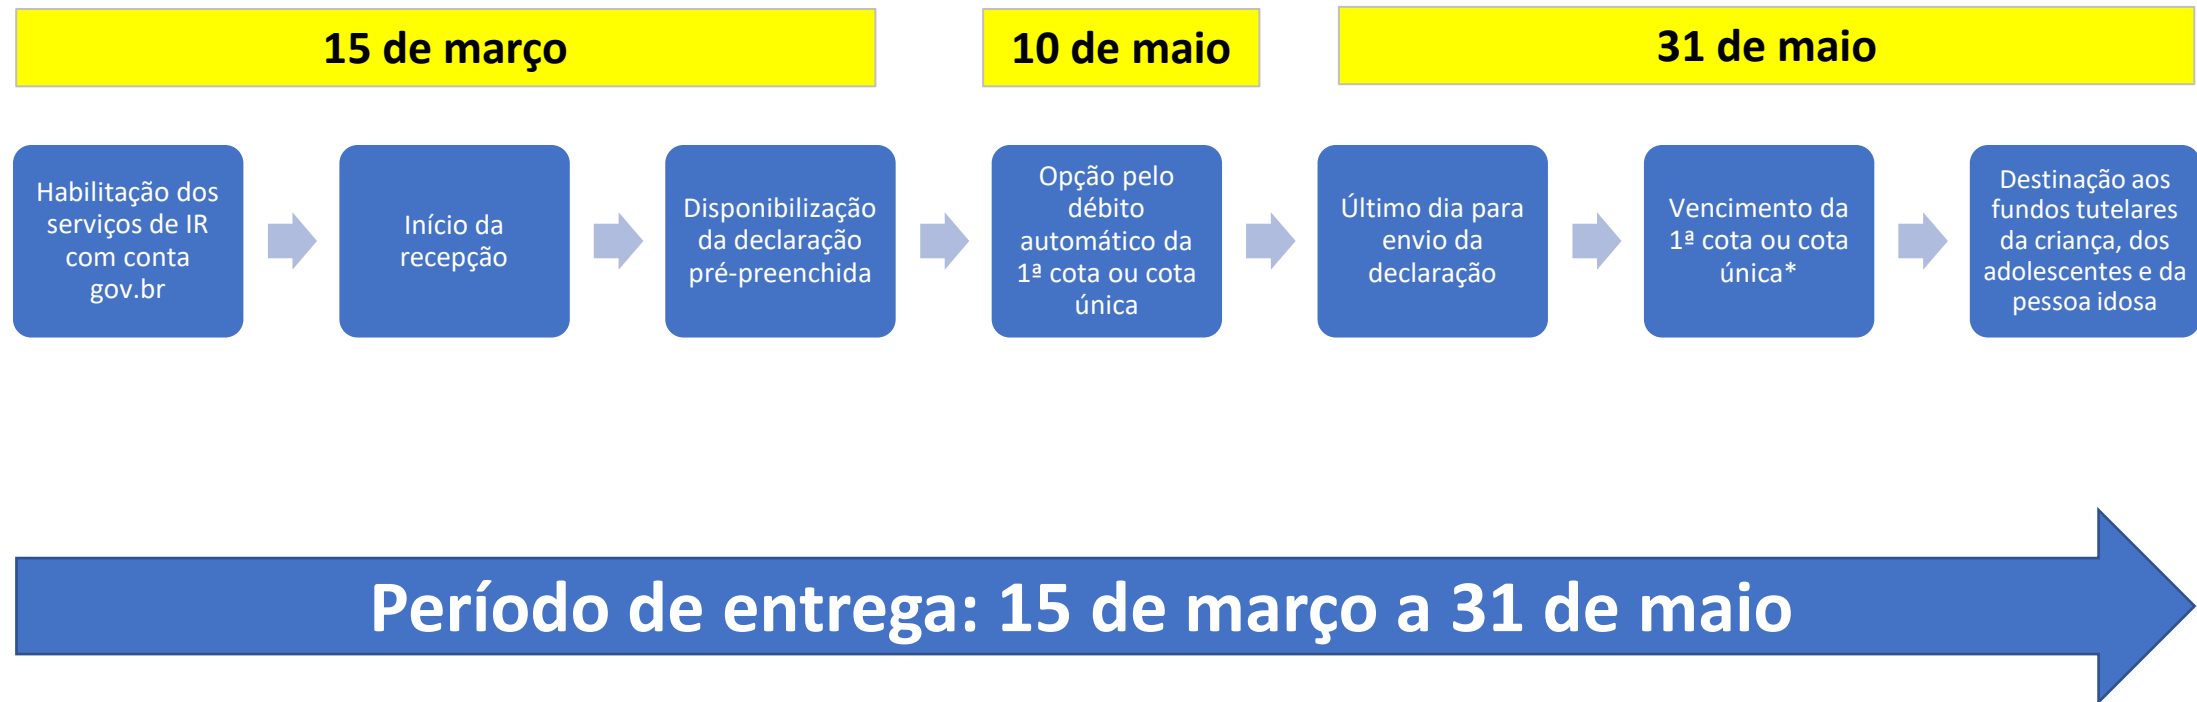 15 de março
10 de maio
31 de maio
Habilitação dos
serviços de IR
com conta
gov.br
Início da
recepção
Disponibilização
da declaração
pré-preenchida
Opção pelo
débito
automático da
1ª cota ou cota
única
Último dia para
envio da
declaração
Vencimento da
1ª cota ou cota
única*
Destinação aos
fundos tutelares
da criança, dos
adolescentes e da
pessoa idosa
Período de entrega: 15 de março a 31 de maio